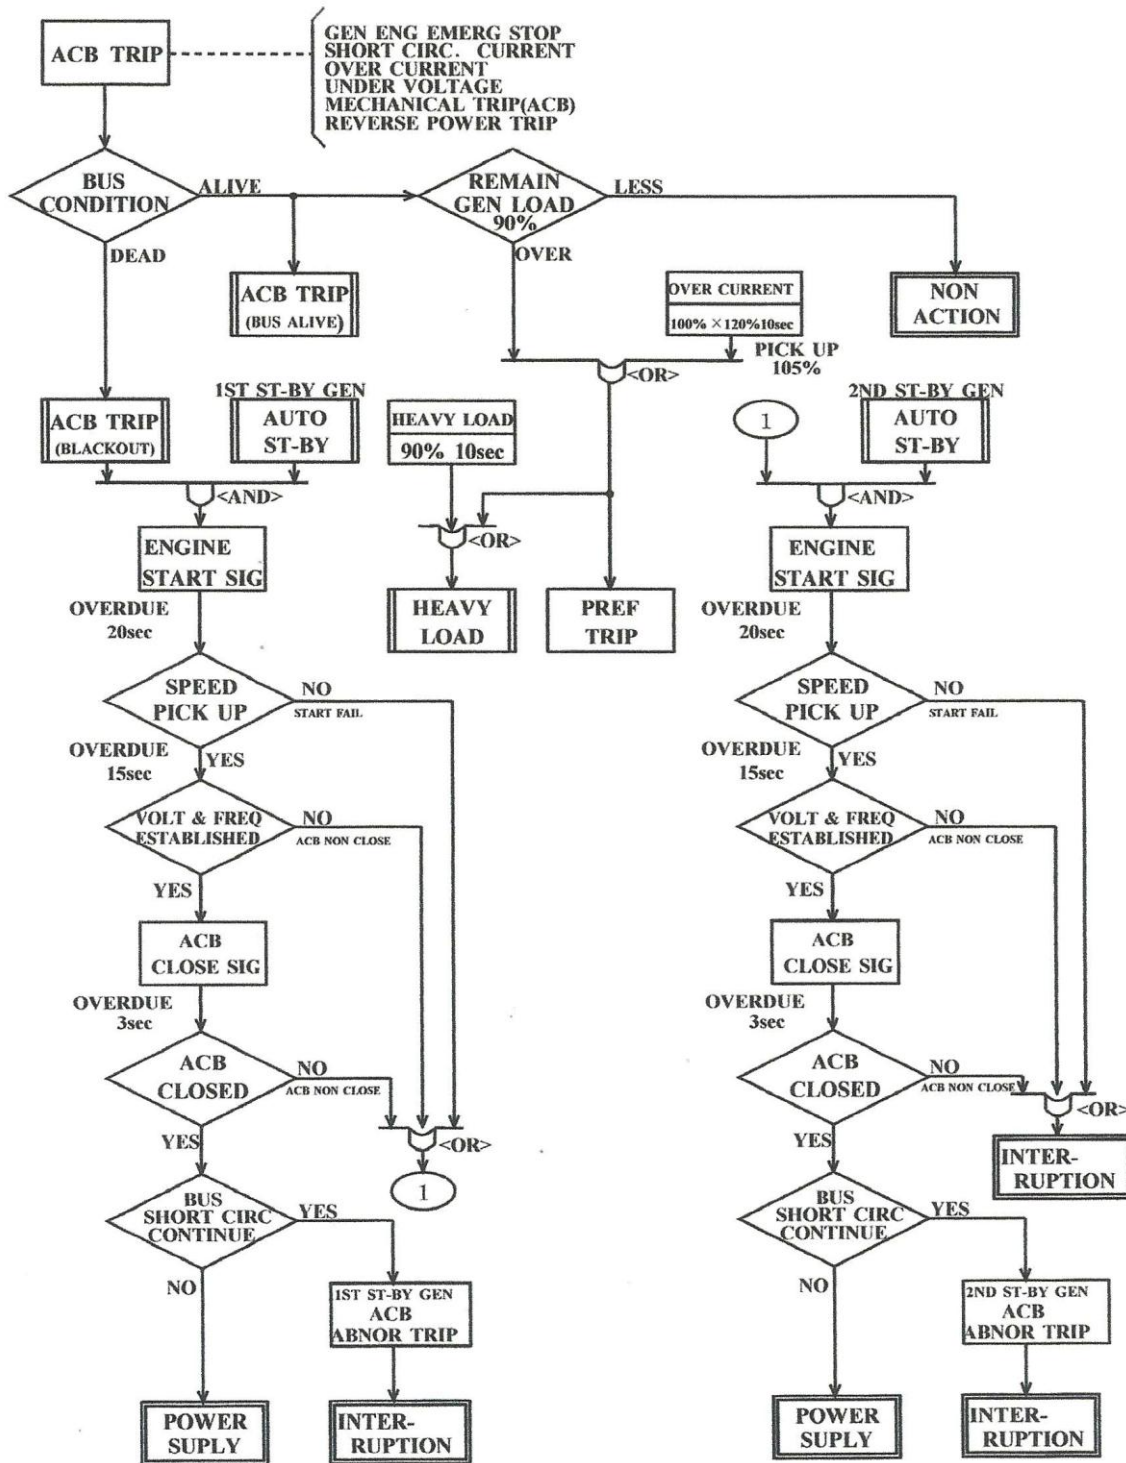 ACB TRIP
GEN ENG EMERG STOP
SHORT CIRC. CURRENT
OVER CURRENT
UNDER VOLTAGE
MECHANICAL TRIP(ACB)
REVERSE POWER TRIP
BUS
CONDITION
ALIVE
DEAD
REMAIN
GEN LOAD
90%
LESS
OVER
ACB TRIP
(BUS ALIVE)
OVER CURRENT
100% ×120%10sec
PICK UP
105%
NON
ACTION
<OR>
ACB TRIP
(BLACKOUT)
1ST ST-BY GEN
AUTO
ST-BY
<AND>
HEAVY LOAD
90% 10sec
<OR>
HEAVY
LOAD
PREF
TRIP
1
2ND ST-BY GEN
AUTO
ST-BY
<AND>
ENGINE
START SIG
OVERDUE
20sec
SPEED
PICK UP
NO
START FAIL
OVERDUE
15sec
YES
VOLT & FREQ
ESTABLISHED
NO
ACB NON CLOSE
YES
ACB
CLOSE SIG
OVERDUE
3sec
ACB
CLOSED
NO
ACB NON CLOSE
<OR>
1
YES
BUS
SHORT CIRC
CONTINUE
YES
NO
1ST ST-BY GEN
ACB
ABNOR TRIP
POWER
SUPLY
INTER-
RUPTION
ENGINE
START SIG
OVERDUE
20sec
SPEED
PICK UP
NO
START FAIL
OVERDUE
15sec
YES
VOLT & FREQ
ESTABLISHED
NO
ACB NON CLOSE
YES
ACB
CLOSE SIG
OVERDUE
3sec
ACB
CLOSED
NO
ACB NON CLOSE
<OR>
INTER-
RUPTION
YES
BUS
SHORT CIRC
CONTINUE
YES
NO
2ND ST-BY GEN
ACB
ABNOR TRIP
POWER
SUPLY
INTER-
RUPTION